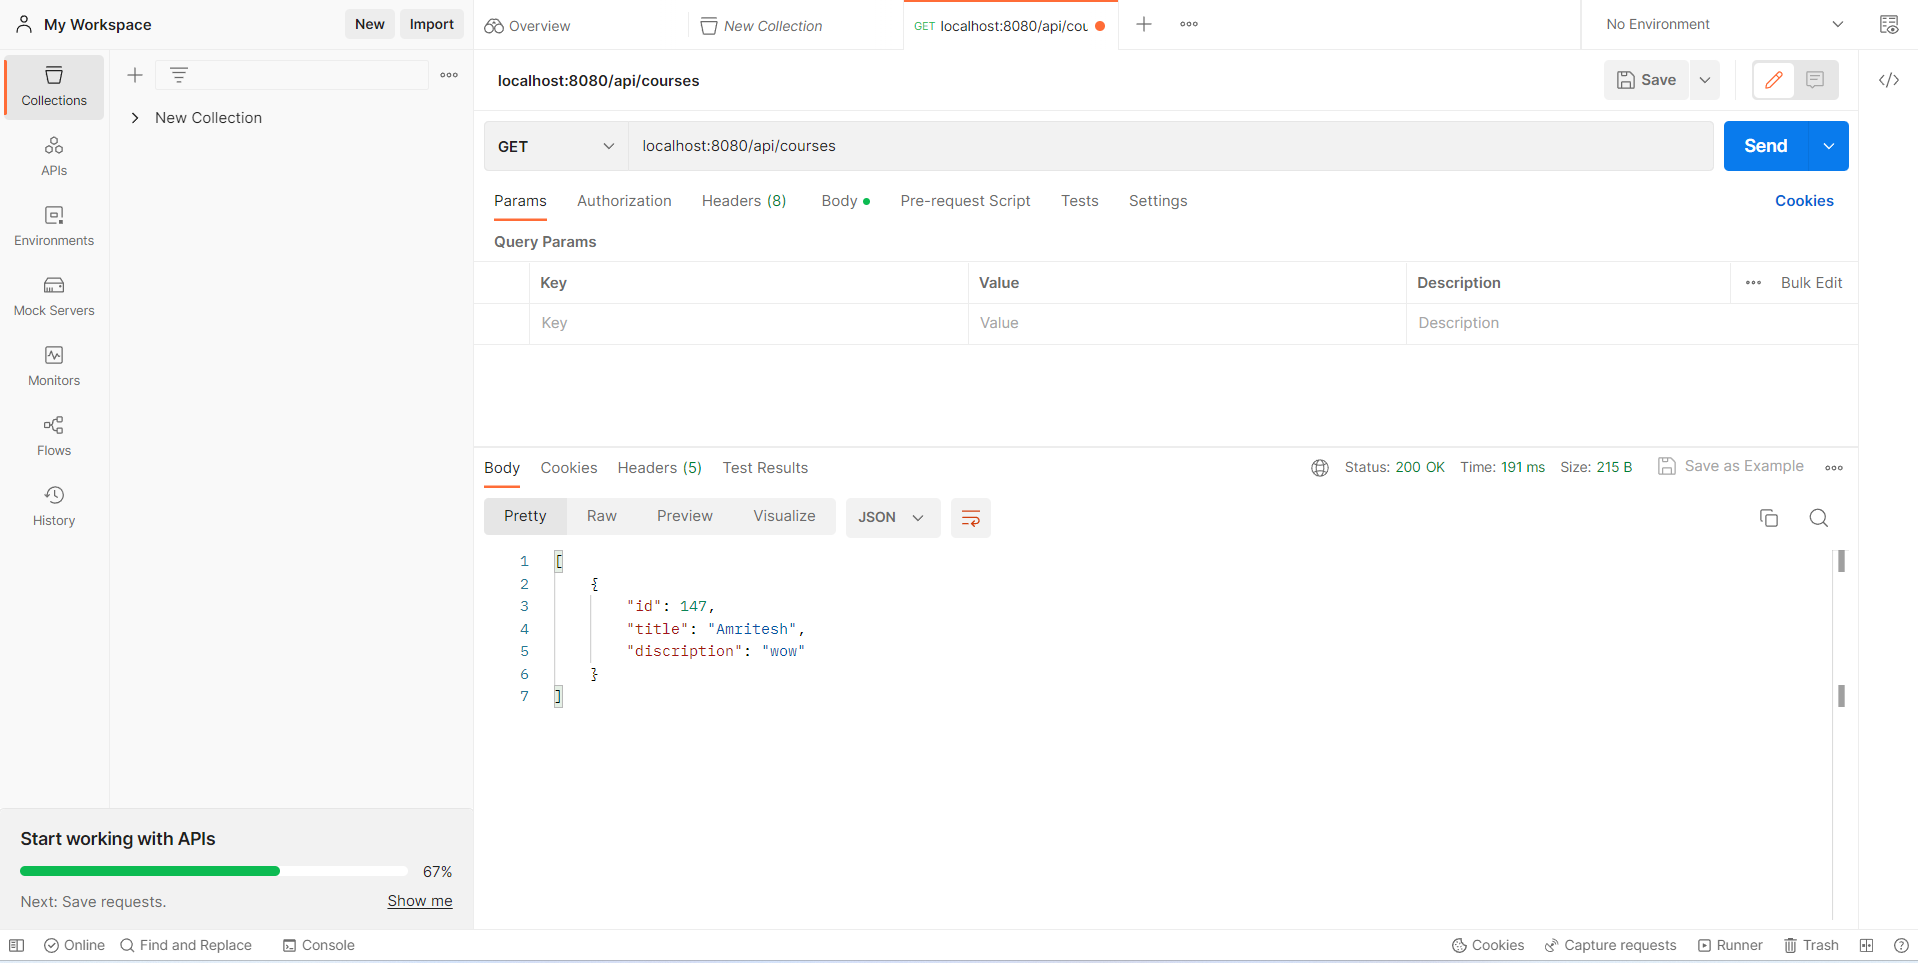 My Workspace New Import
Overview New Collection GET localhost:8080/api/cou No Environment
Collections
New Collection
APIs
Environments
Mock Servers
Monitors
Flows
History
localhost:8080/api/courses Save
GET localhost:8080/api/courses Send
Params Authorization Headers (8) Body Pre-request Script Tests Settings Cookies
Query Params
Key Value Description Bulk Edit
Key Value Description
Body Cookies Headers (5) Test Results Status: 200 OK Time: 191 ms Size: 215 B Save as Example
Pretty Raw Preview Visualize JSON
1 [
2 {
3 "id": 147,
4 "title": "Amritesh",
5 "discription": "wow"
6 }
7 ]
Start working with APIs
67%
Next: Save requests. Show me
Online Find and Replace Console Cookies Capture requests Runner Trash